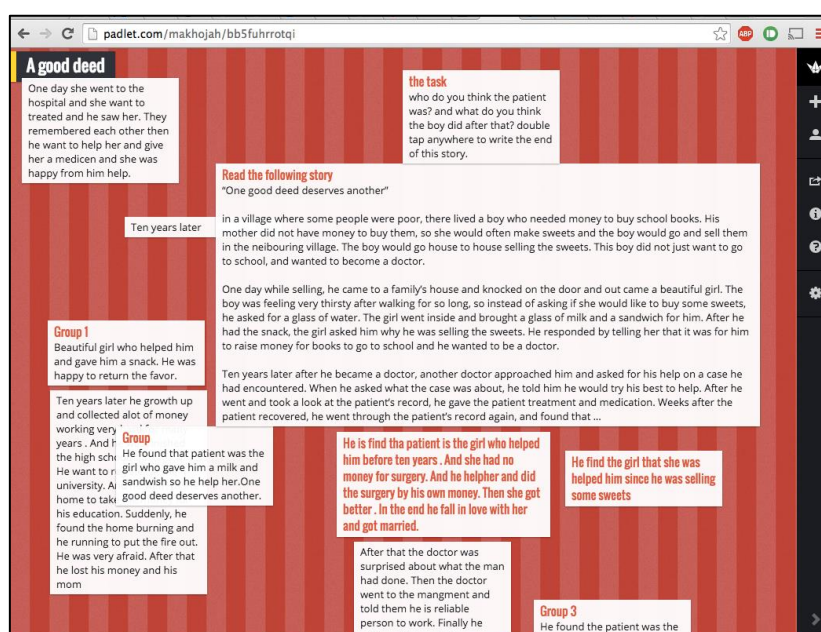 padlet.com/makhojah/bb5fuhrrotqi
ABP
A good deed
One day she went to the
hospital and she want to
treated and he saw her. They
remembered each other then
he want to help her and give
her a medicen and she was
happy from him help.
the task
who do you think the patient
was? and what do you think
the boy did after that? double
tap anywhere to write the end
of this story.
Read the following story
“One good deed deserves another”
in a village where some people were poor, there lived a boy who needed money to buy school books. His
mother did not have money to buy them, so she would often make sweets and the boy would go and sell them
in the neibouring village. The boy would go house to house selling the sweets. This boy did not just want to go
to school, and wanted to become a doctor.
One day while selling, he came to a family's house and knocked on the door and out came a beautiful girl. The
boy was feeling very thirsty after walking for so long, so instead of asking if she would like to buy some sweets,
he asked for a glass of water. The girl went inside and brought a glass of milk and a sandwich for him. After he
had the snack, the girl asked him why he was selling the sweets. He responded by telling her that it was for him
to raise money for books to go to school and he wanted to be a doctor.
Ten years later after he became a doctor, another doctor approached him and asked for his help on a case he
had encountered. When he asked what the case was about, he told him he would try his best to help. After he
went and took a look at the patient's record, he gave the patient treatment and medication. Weeks after the
patient recovered, he went through the patient's record again, and found that ...
Ten years later
Group 1
Beautiful girl who helped him
and gave him a snack. He was
happy to return the favor.
Ten years later he growth up
and collected alot of money
working very
years . And h
the high scho
He want to
university. A
home to take
his education. Suddenly, he
found the home burning and
he running to put the fire out.
He was very afraid. After that
he lost his money and his
mom
Group
He found that patient was the
girl who gave him a milk and
sandwish so he help her.One
good deed deserves another.
He is find tha patient is the girl who helped
him before ten years . And she had no
money for surgery. And he helpher and did
the surgery by his own money. Then she got
better . In the end he fall in love with her
and got married.
He find the girl that she was
helped him since he was selling
some sweets
After that the doctor was
surprised about what the man
had done. Then the doctor
went to the mangment and
told them he is reliable
person to work. Finally he
Group 3
He found the patient was the